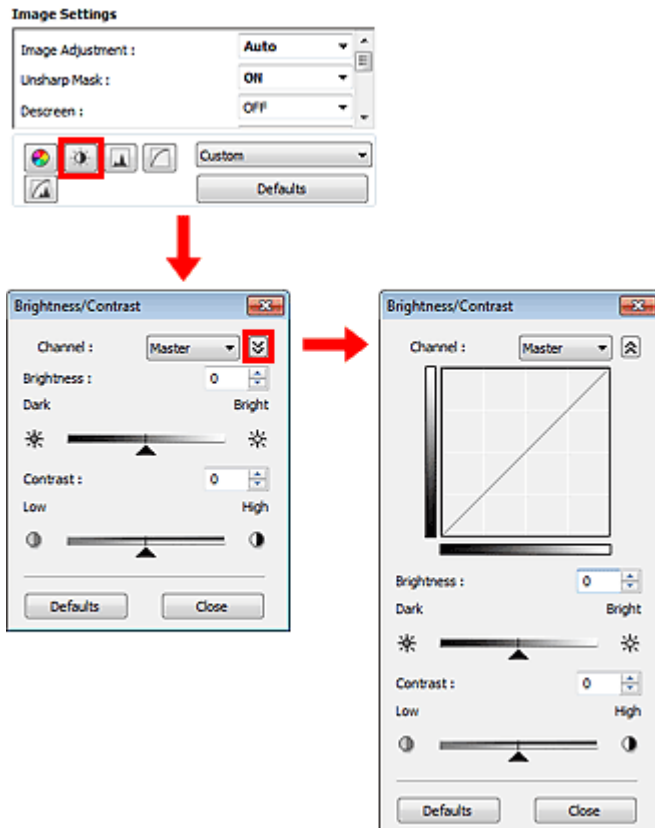 Image Settings
Image Adjustment : Auto
Unsharp Mask : ON
Descreen : OFF
Custom
Defaults
Brightness/Contrast
Channel : Master
Brightness : 0
Dark Bright
Contrast : 0
Low High
Defaults Close
Brightness/Contrast
Channel : Master
Brightness : 0
Dark Bright
Contrast : 0
Low High
Defaults Close